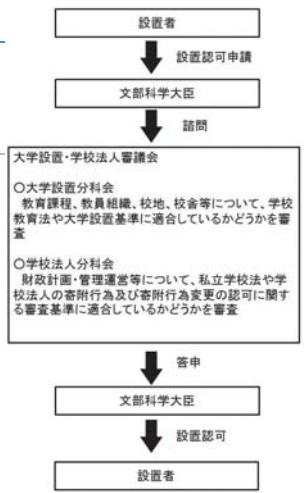 設置者
設置認可申請
文部科学大臣
諮問
大学設置・学校法人審議会
○大学設置分科会
教育課程、教員組織、校地、校舎等について、学校
教育法や大学設置基準に適合しているかどうかを審
査
○学校法人分科会
財政計画・管理運営等について、私立学校法や学
校法人の寄附行為及び寄附行為変更の認可に関す
る審査基準に適合しているかどうかを審査
答申
文部科学大臣
設置認可
設置者